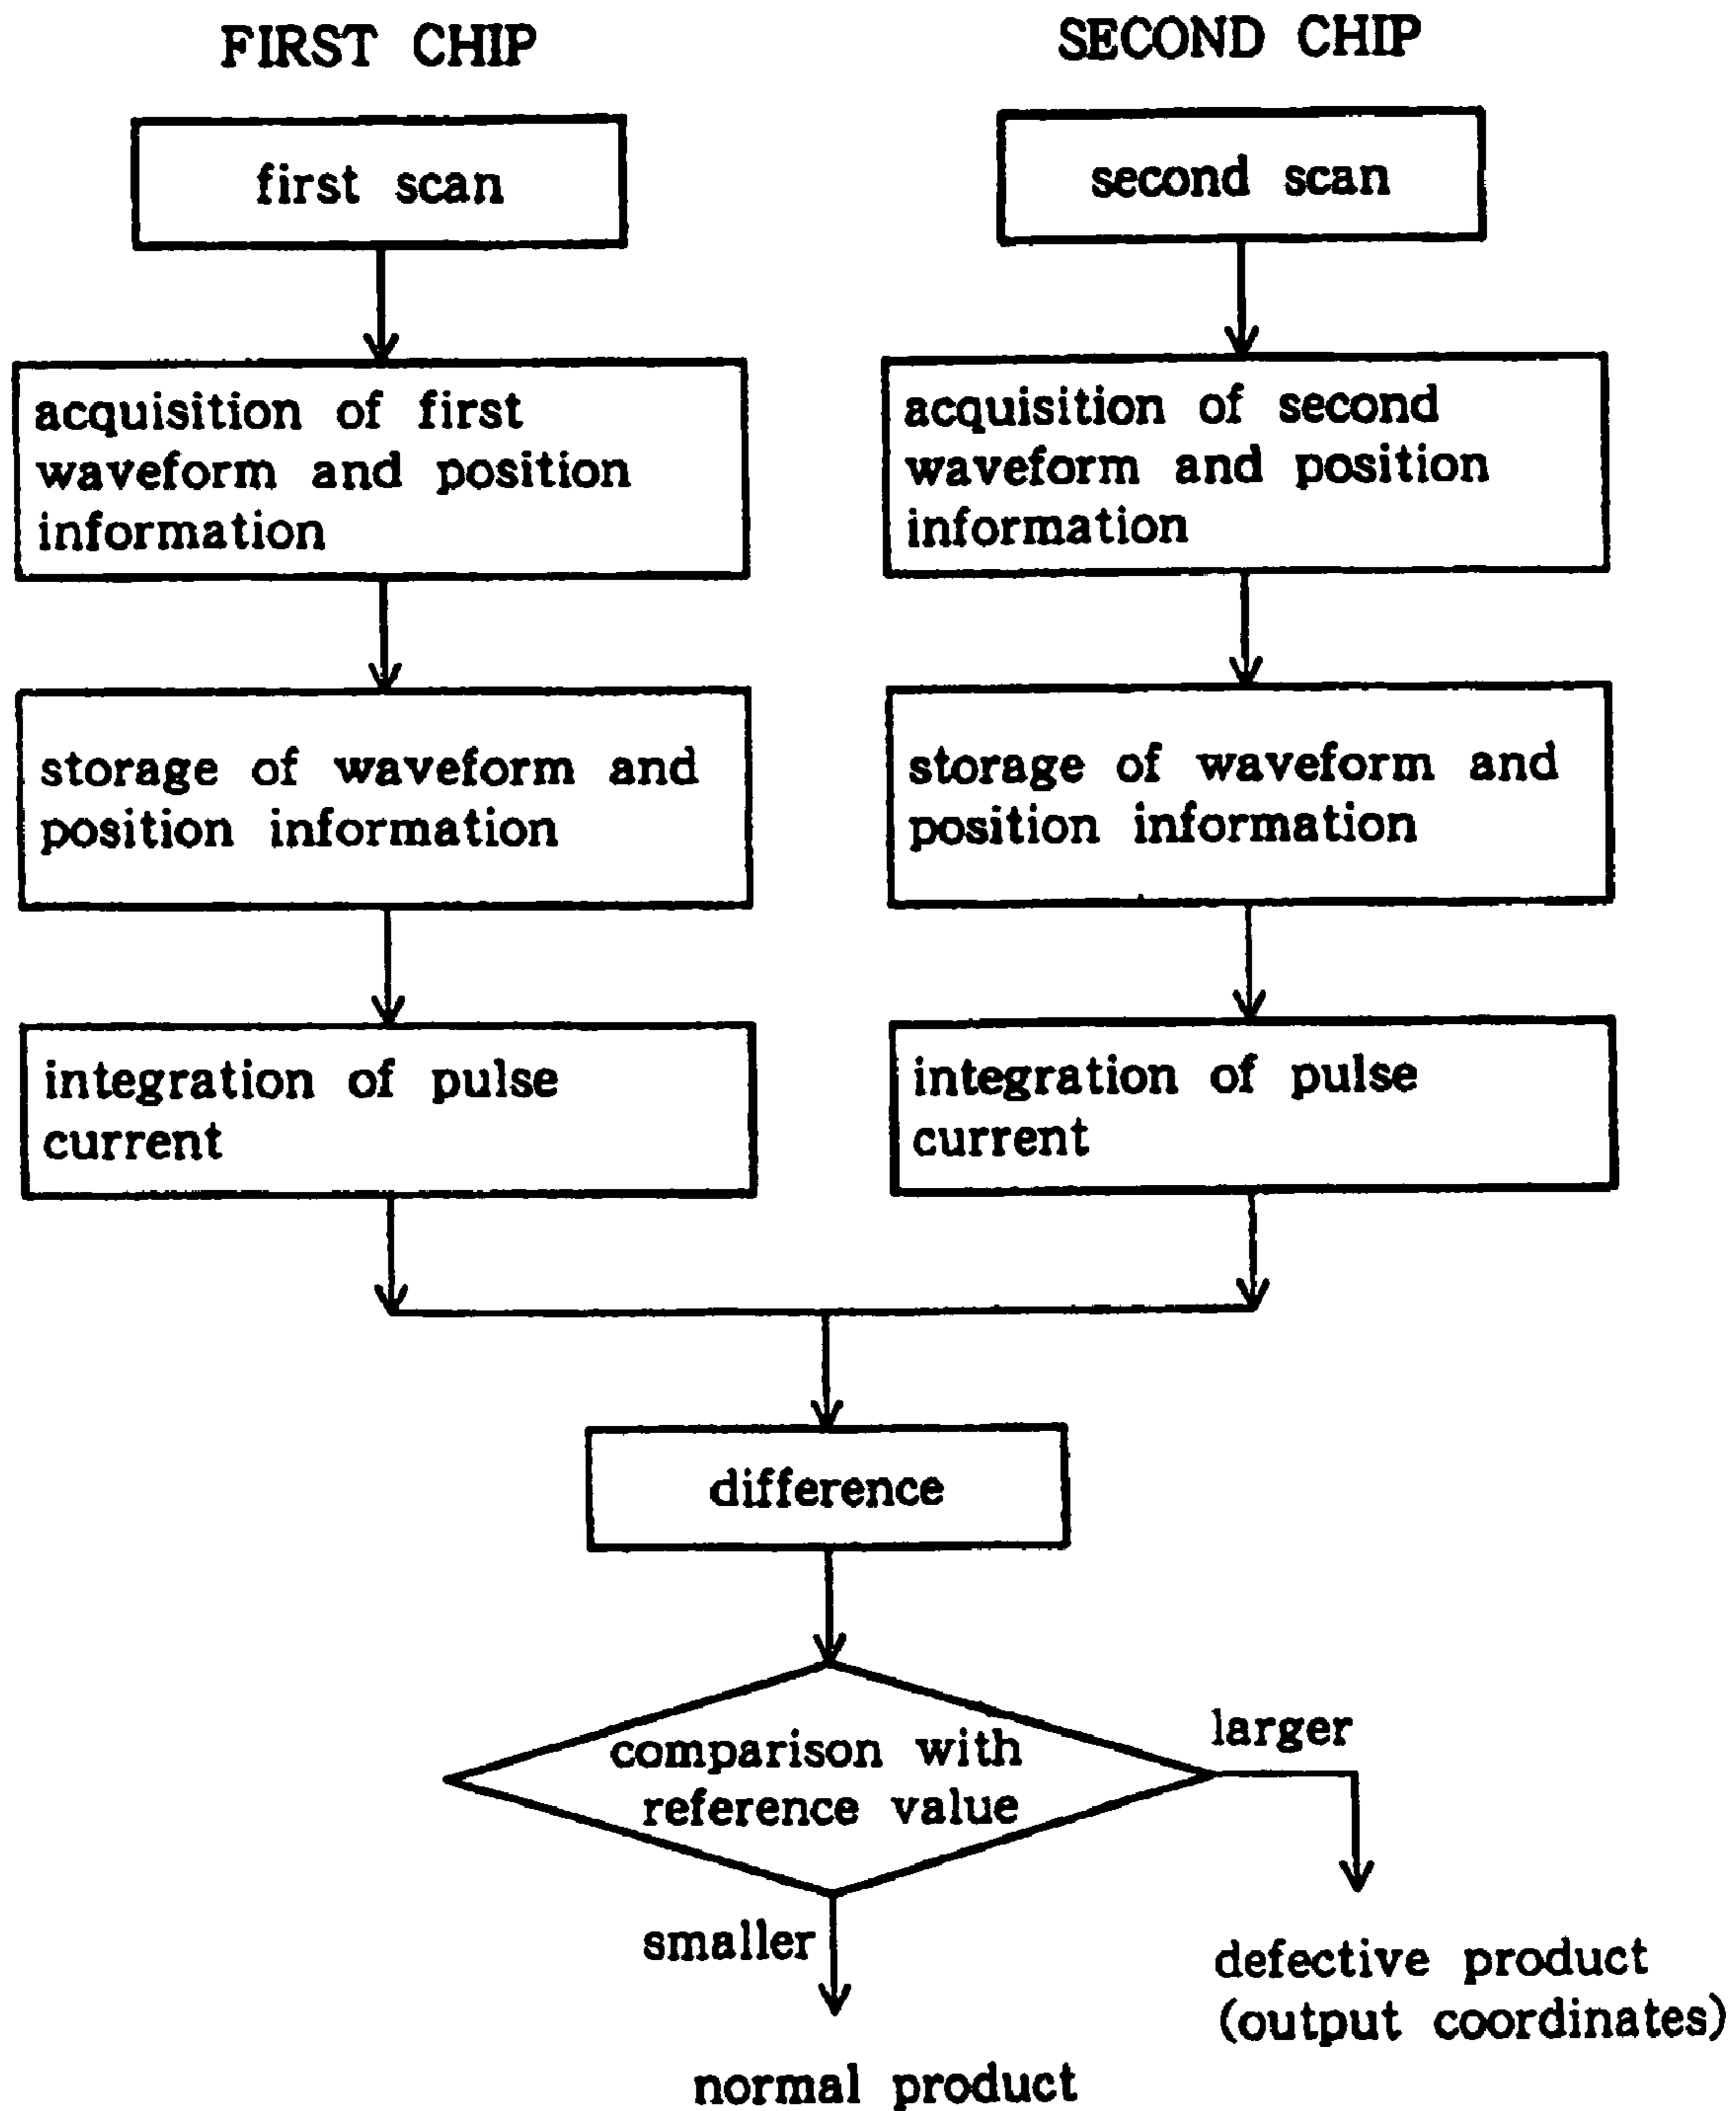 FIRST CHIP
first scan
acquisition of first
waveform and position
information
storage of waveform and
position information
integration of pulse
current
SECOND CHIP
second scan
acquisition of second
waveform and position
information
storage of waveform and
position information
integration of pulse
current
difference
comparison with
reference value
larger
smaller
defective product
(output coordinates)
normal product